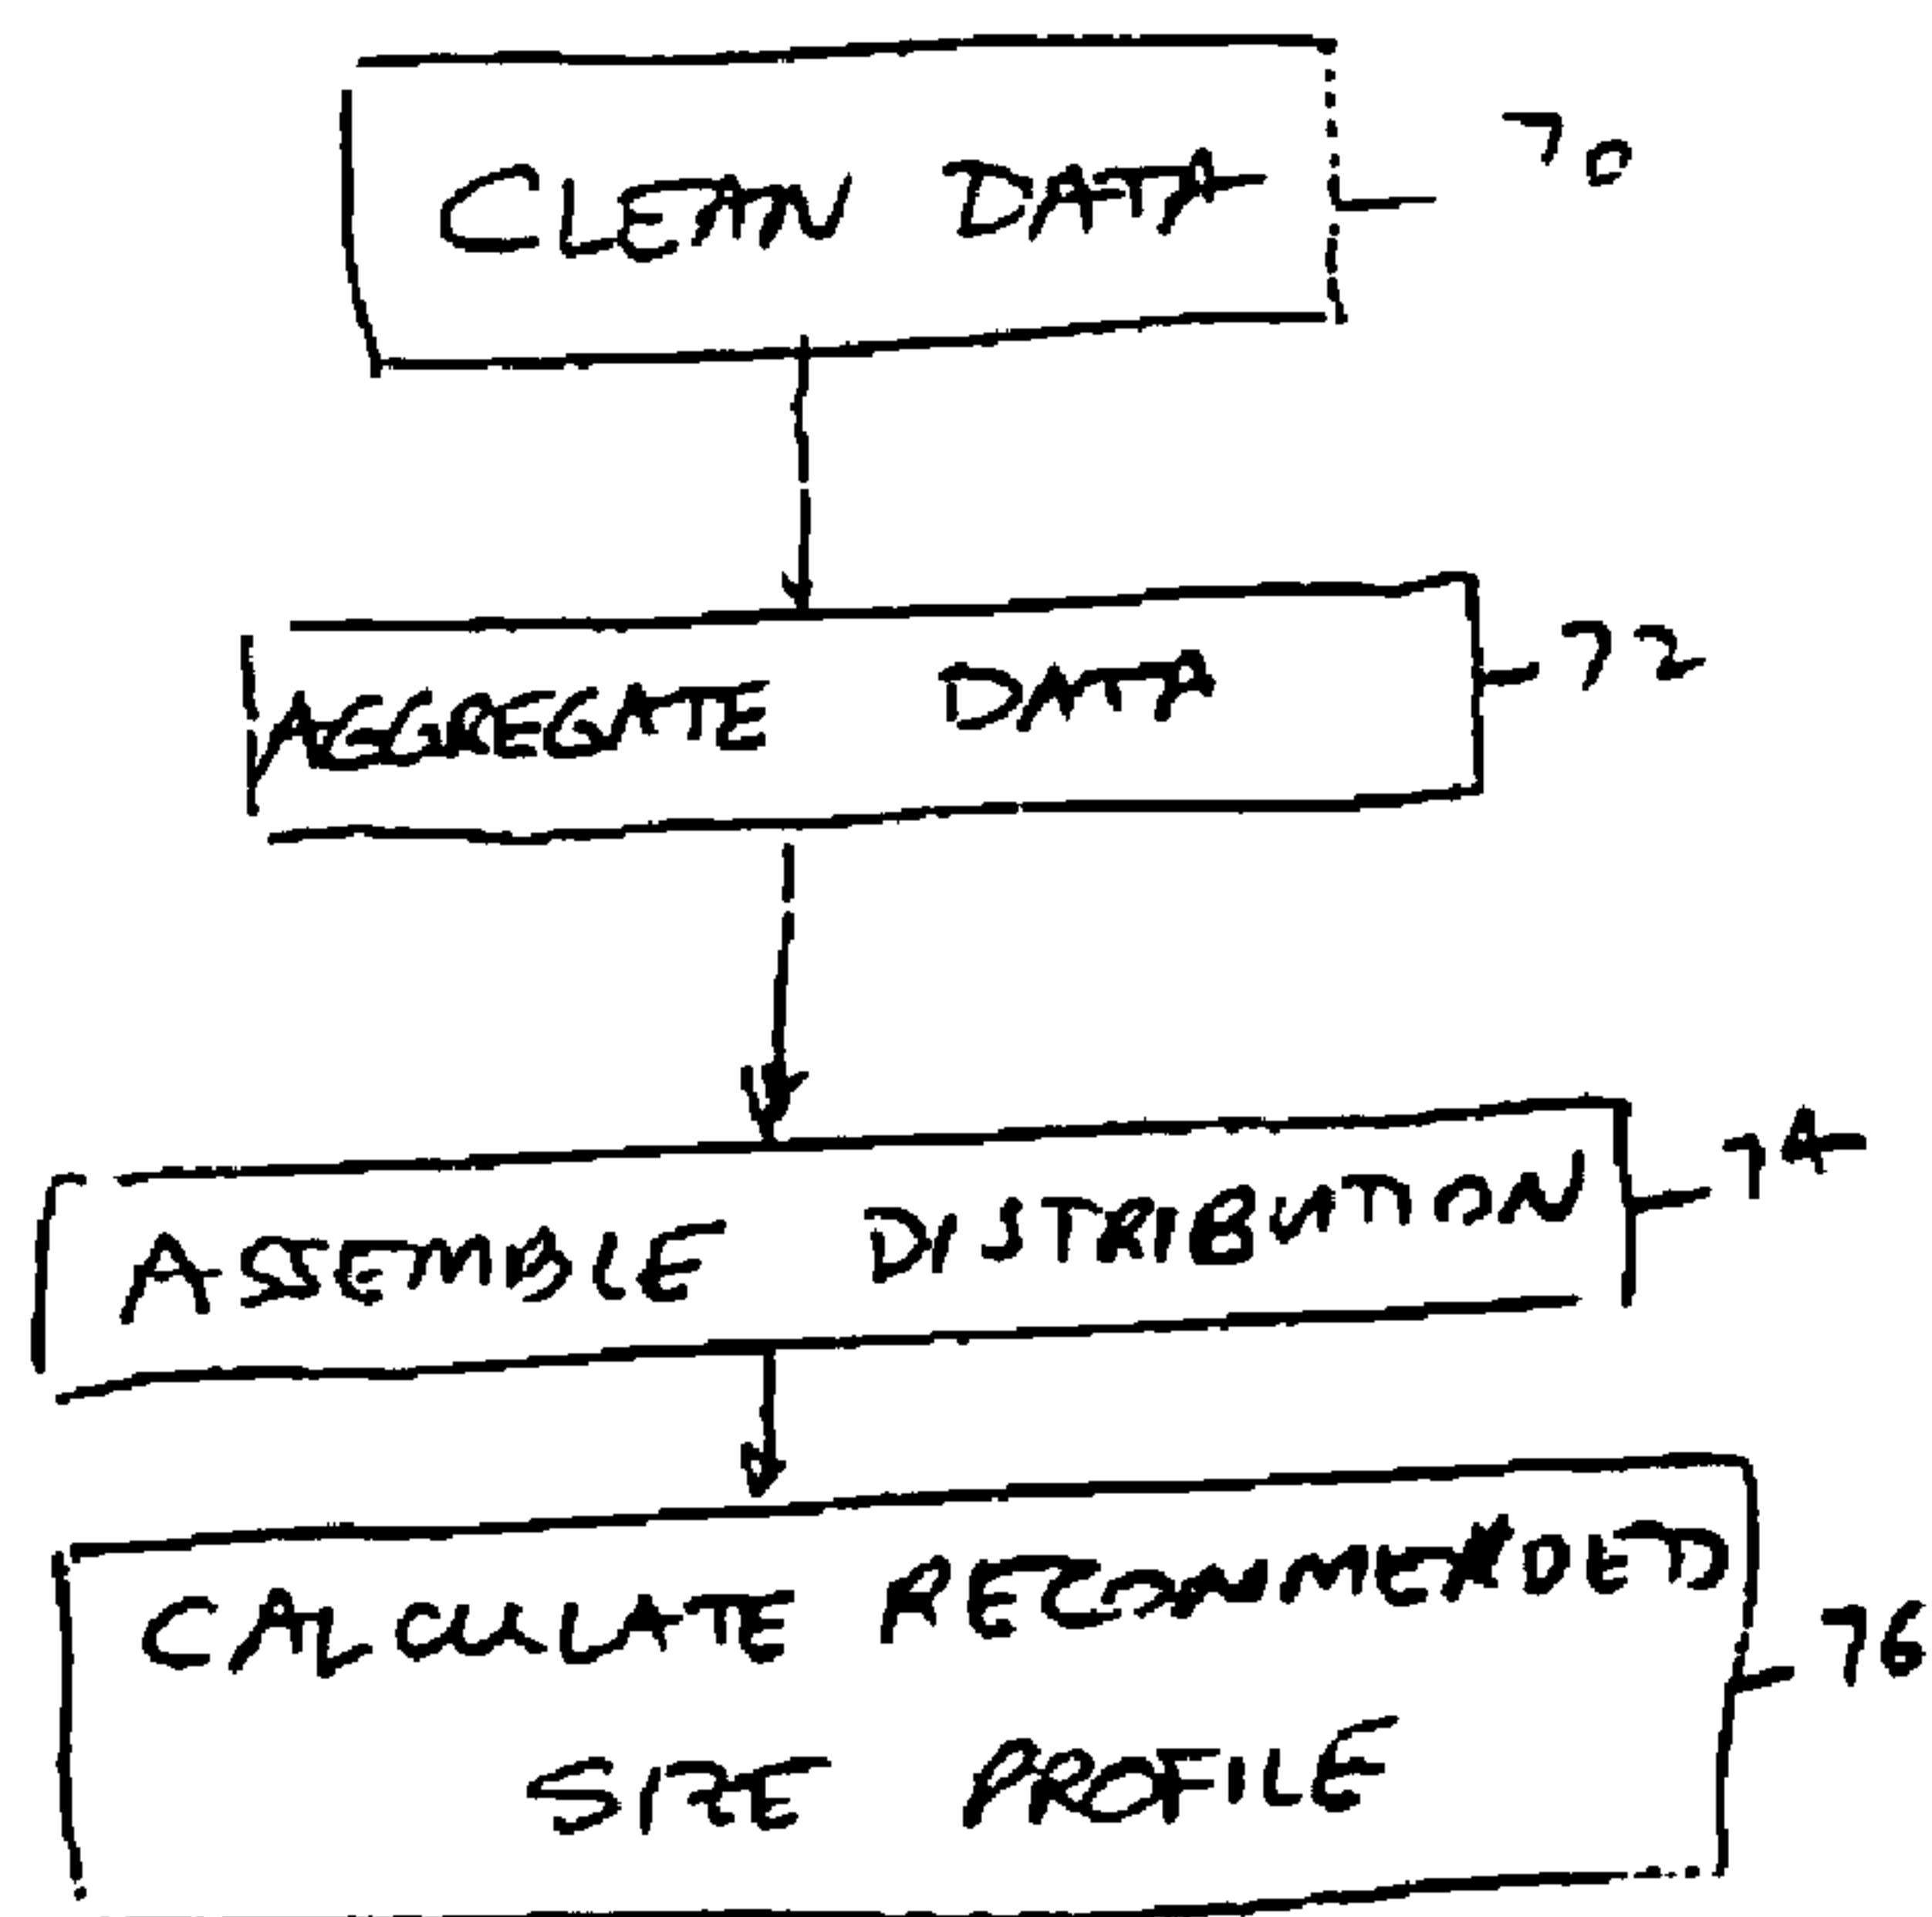 CLEAN DATA 70
AGGREGATE DATA 72
ASSEMBLE DISTRIBUTION 74
CALCULATE RECOMMENDED 76
SIZE PROFILE